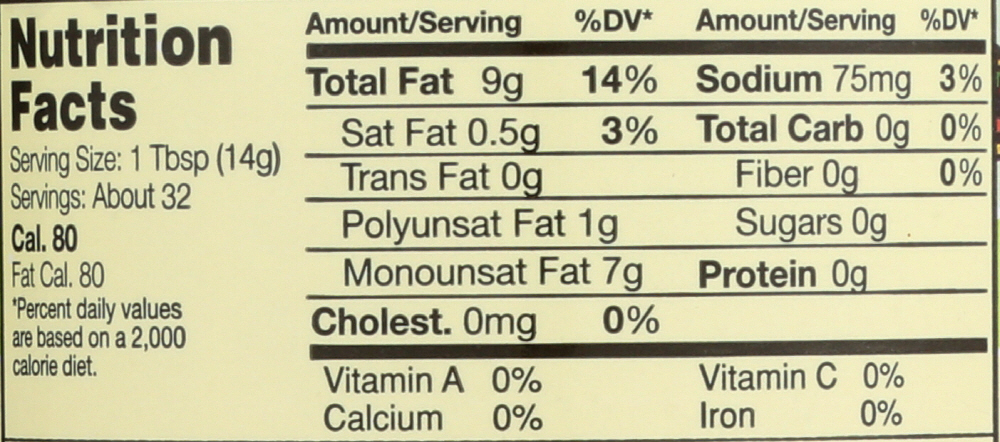 Nutrition
Facts
Serving Size: 1 Tbsp (14g)
Servings: About 32
Cal. 80
Fat Cal. 80
*Percent daily values
are based on a 2,000
calorie diet.
Amount/Serving %DV* Amount/Serving %DV*
Total Fat 9g 14% Sodium 75mg 3%
Sat Fat 0.5g 3% Total Carb 0g 0%
Trans Fat 0g Fiber 0g 0%
Polyunsat Fat 1g Sugars 0g
Monounsat Fat 7g Protein 0g
Cholest. 0mg 0%
Vitamin A 0% Vitamin C 0%
Calcium 0% Iron 0%